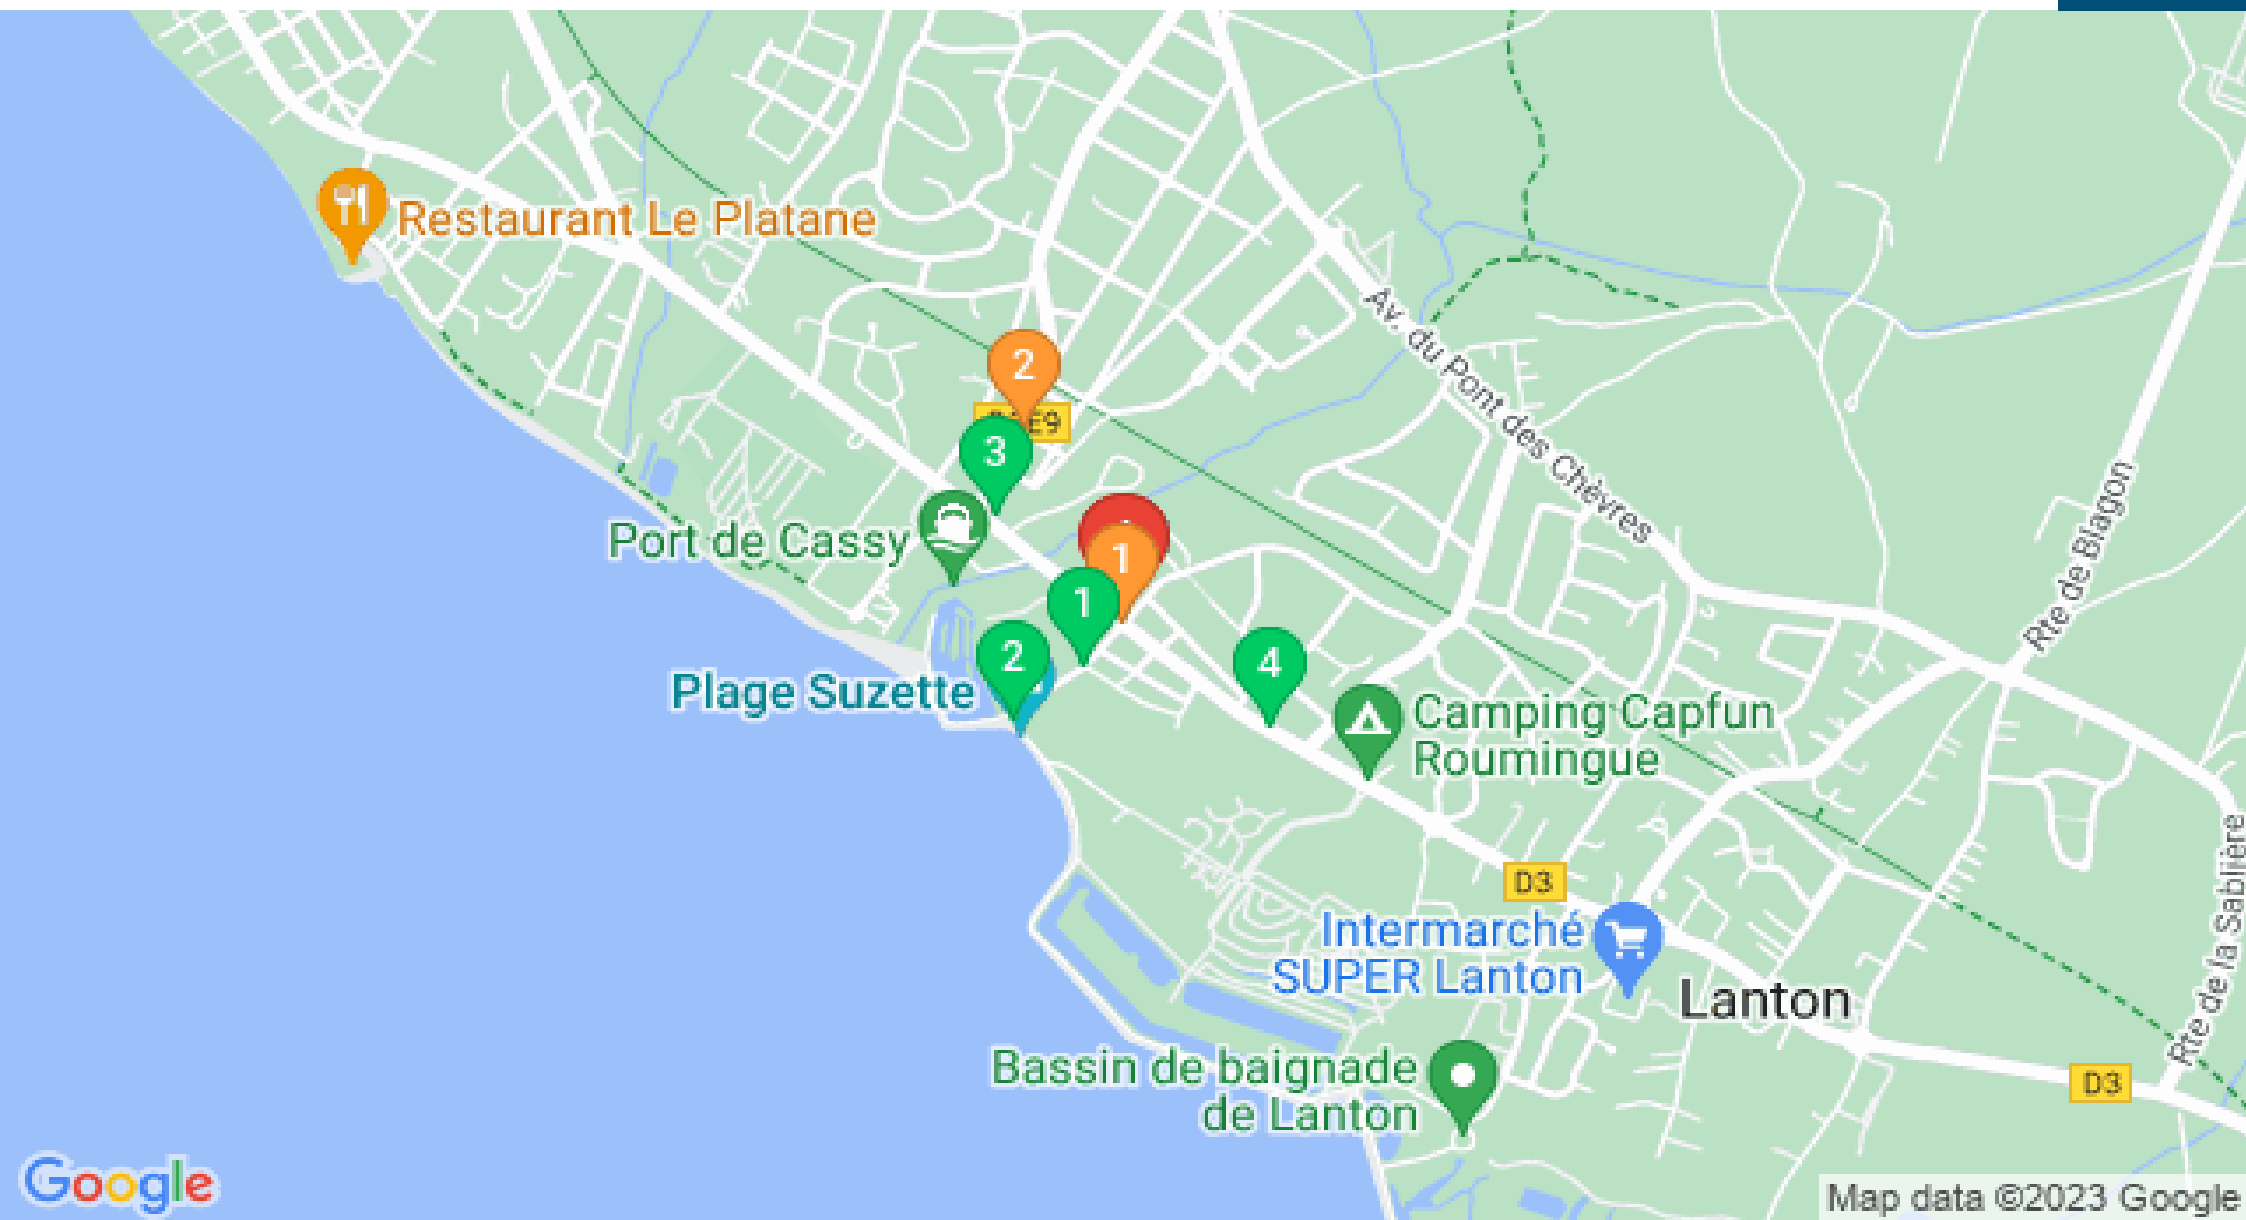 Restaurant Le Platane
Av. du Pont des Chèvres
2
E9
3
Rte de Blagon
Port de Cassy
1
1
2
4
Plage Suzette
Camping Capfun
Roumingue
D3
Intermarché
SUPER Lanton
Lanton
Rte de la Sablière
Bassin de baignade
de Lanton
D3
Google
Map data ©2023 Google